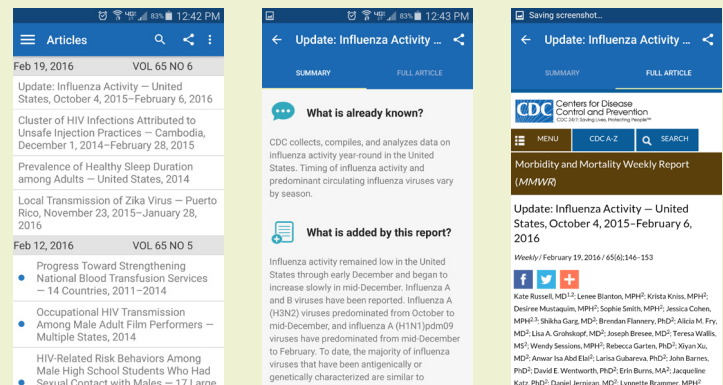 83% 12:42 PM
Articles
Feb 19, 2016 VOL 65 NO 6
Update: Influenza Activity — United
States, October 4, 2015–February 6, 2016
Cluster of HIV Infections Attributed to
Unsafe Injection Practices — Cambodia,
December 1, 2014–February 28, 2015
Prevalence of Healthy Sleep Duration
among Adults — United States, 2014
Local Transmission of Zika Virus — Puerto
Rico, November 23, 2015–January 28,
2016
Feb 12, 2016 VOL 65 NO 5
Progress Toward Strengthening
National Blood Transfusion Services
— 14 Countries, 2011–2014
Occupational HIV Transmission
Among Male Adult Film Performers —
Multiple States, 2014
HIV-Related Risk Behaviors Among
Male High School Students Who Had
Sexual Contact with Males — 17 Large
83% 12:43 PM
Update: Influenza Activity ...
SUMMARY FULL ARTICLE
What is already known?
CDC collects, compiles, and analyzes data on
influenza activity year-round in the United
States. Timing of influenza activity and
predominant circulating influenza viruses vary
by season.
What is added by this report?
Influenza activity remained low in the United
States through early December and began to
increase slowly in mid-December. Influenza A
and B viruses have been reported. Influenza A
(H3N2) viruses predominated from October to
mid-December, and influenza A (H1N1)pdm09
viruses have predominated from mid-December
to February. To date, the majority of influenza
viruses that have been antigenically or
genetically characterized are similar to
Saving screenshot...
Update: Influenza Activity ...
SUMMARY FULL ARTICLE
CDC Centers for Disease
Control and Prevention
CDC 24/7: Saving Lives, Protecting People™
MENU CDC A-Z SEARCH
Morbidity and Mortality Weekly Report
(MMWR)
Update: Influenza Activity — United
States, October 4, 2015–February 6,
2016
Weekly / February 19, 2016 / 65(6);146–153
Kate Russell, MD1,2; Lenee Blanton, MPH2; Krista Kniss, MPH2;
Desiree Mustaquim, MPH2; Sophie Smith, MPH2; Jessica Cohen,
MPH2,3; Shikha Garg, MD2; Brendan Flannery, PhD2; Alicia M. Fry,
MD2; Lisa A. Grohskopf, MD2; Joseph Bresee, MD2; Teresa Wallis,
MS2; Wendy Sessions, MPH2; Rebecca Garten, PhD2; Xiyan Xu,
MD2; Anwar Isa Abd Elal2; Larisa Gubareva, PhD2; John Barnes,
PhD2; David E. Wentworth, PhD2; Erin Burns, MA2; Jacqueline
Katz, PhD2; Daniel Jernigan, MD2; Lynnette Brammer, MPH2